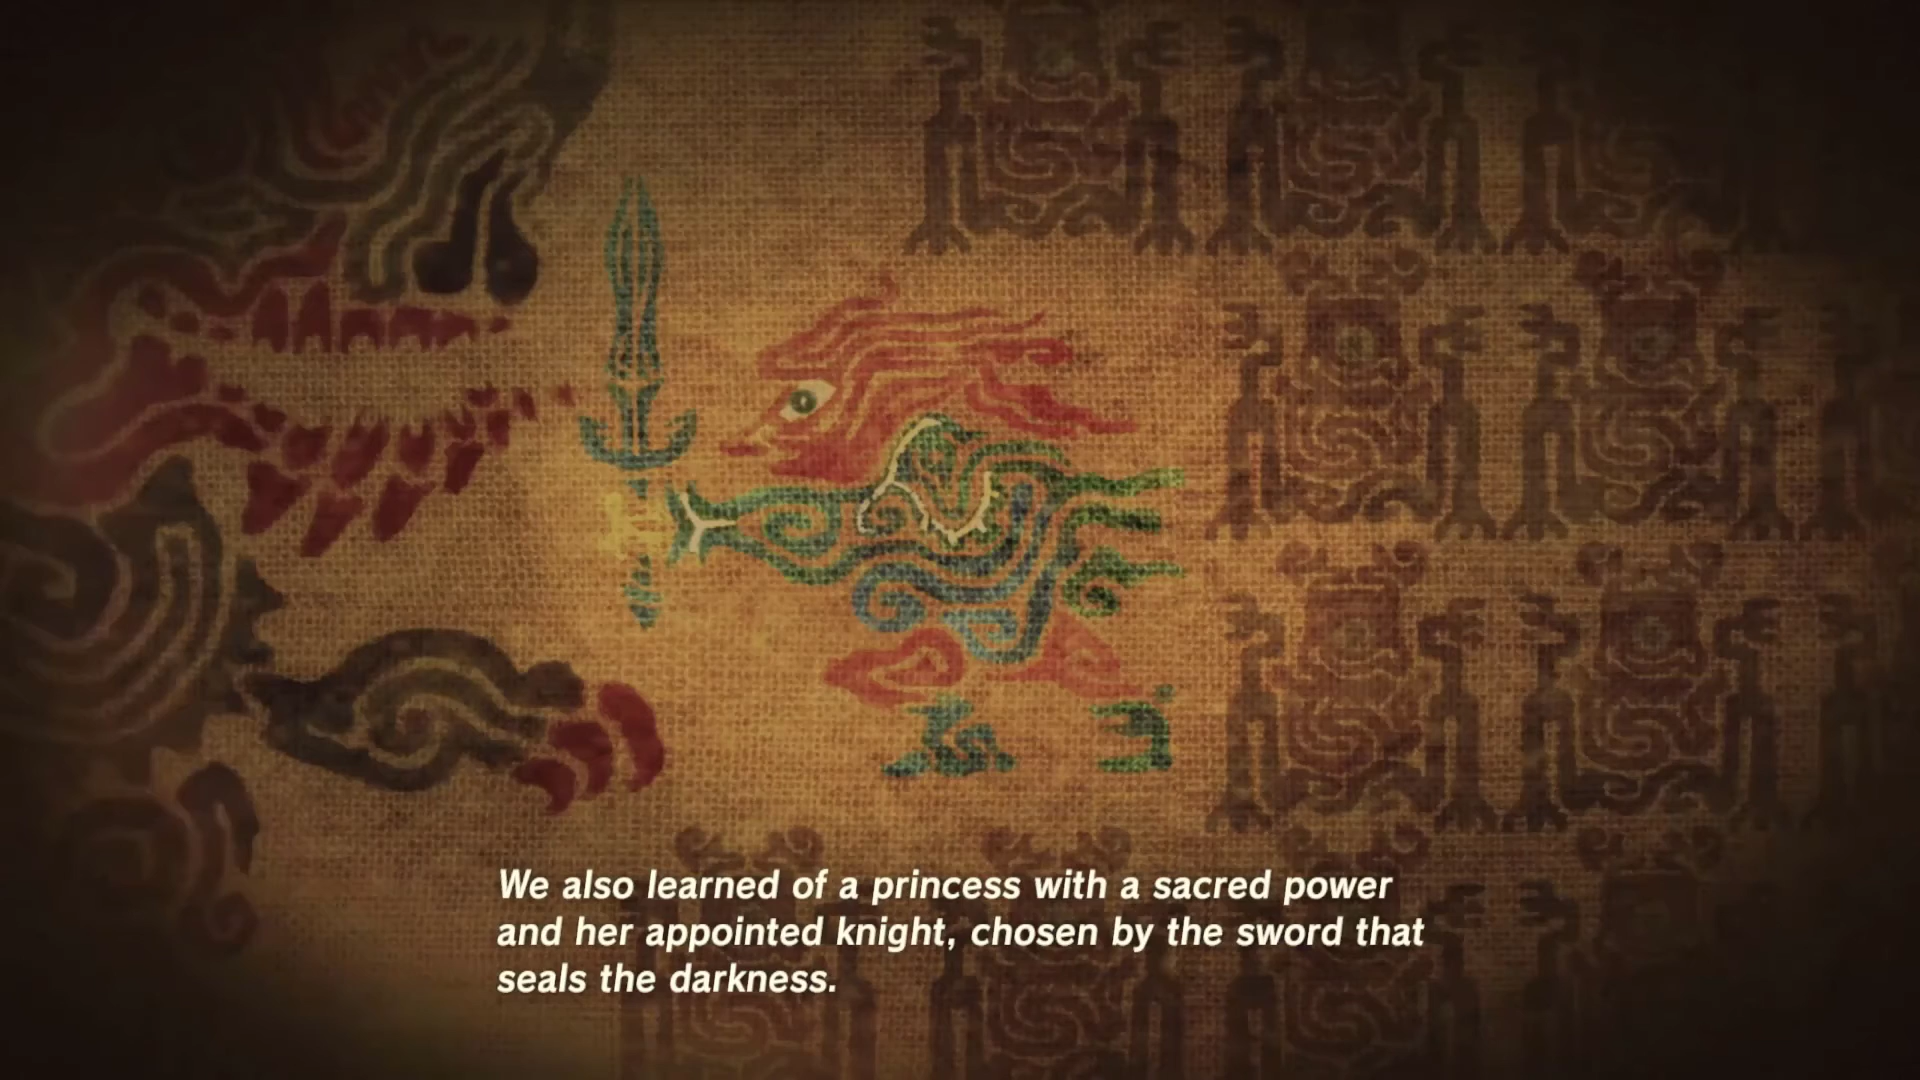 We also learned of a princess with a sacred power
and her appointed knight, chosen by the sword that
seals the darkness.